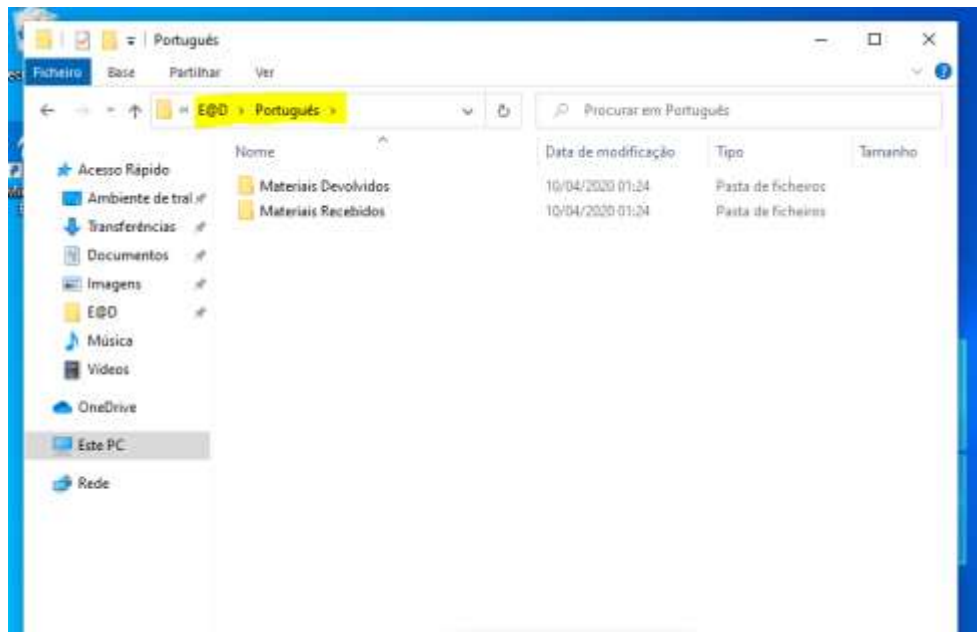 Português
Ficheiro Base Partilhar Ver
« E@D › Português ›
Procurar em Português
Nome Data de modificação Tipo Tamanho
Materiais Devolvidos 10/04/2020 01:24 Pasta de ficheiros
Materiais Recebidos 10/04/2020 01:24 Pasta de ficheiros
Acesso Rápido
Ambiente de tral
Transferências
Documentos
Imagens
E@D
Música
Vídeos
OneDrive
Este PC
Rede